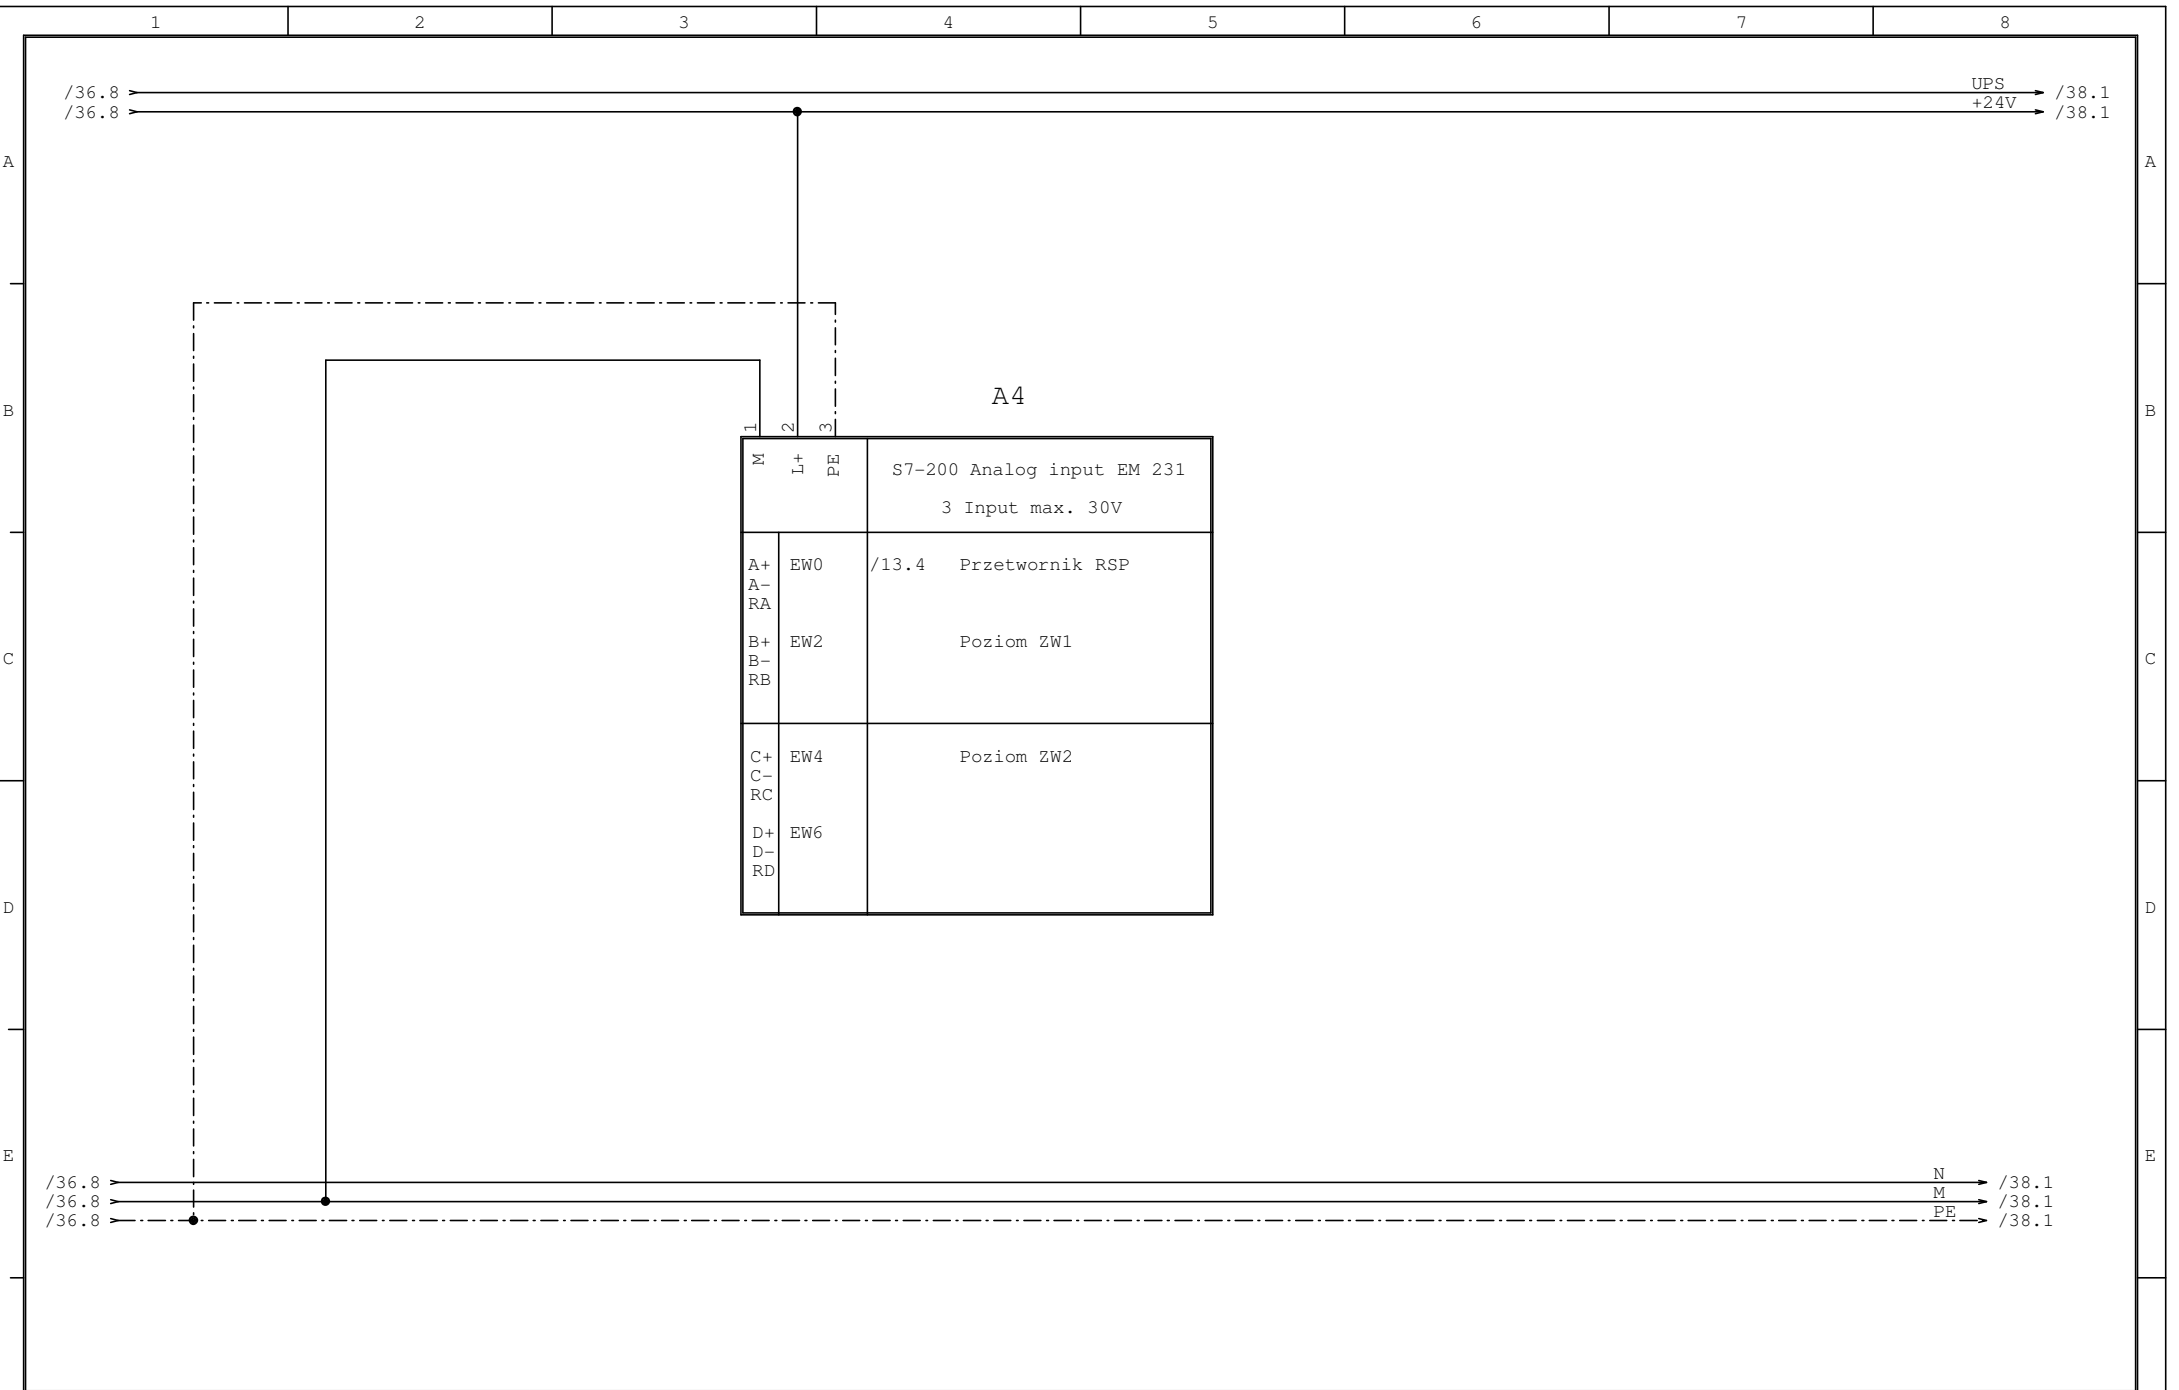 1 2 3 4 5 6 7 8
/36.8 UPS /38.1
/36.8 +24V /38.1
A A
A4
B B
1 2 3
M L+ PE S7-200 Analog input EM 231
3 Input max. 30V
A+ EW0 /13.4 Przetwornik RSP
A-
RA
B+ EW2 Poziom ZW1
C B- C
RB
C+ EW4 Poziom ZW2
C-
RC
D+ EW6
D-
RD
D D
E E
/36.8 N /38.1
/36.8 M /38.1
/36.8 PE /38.1